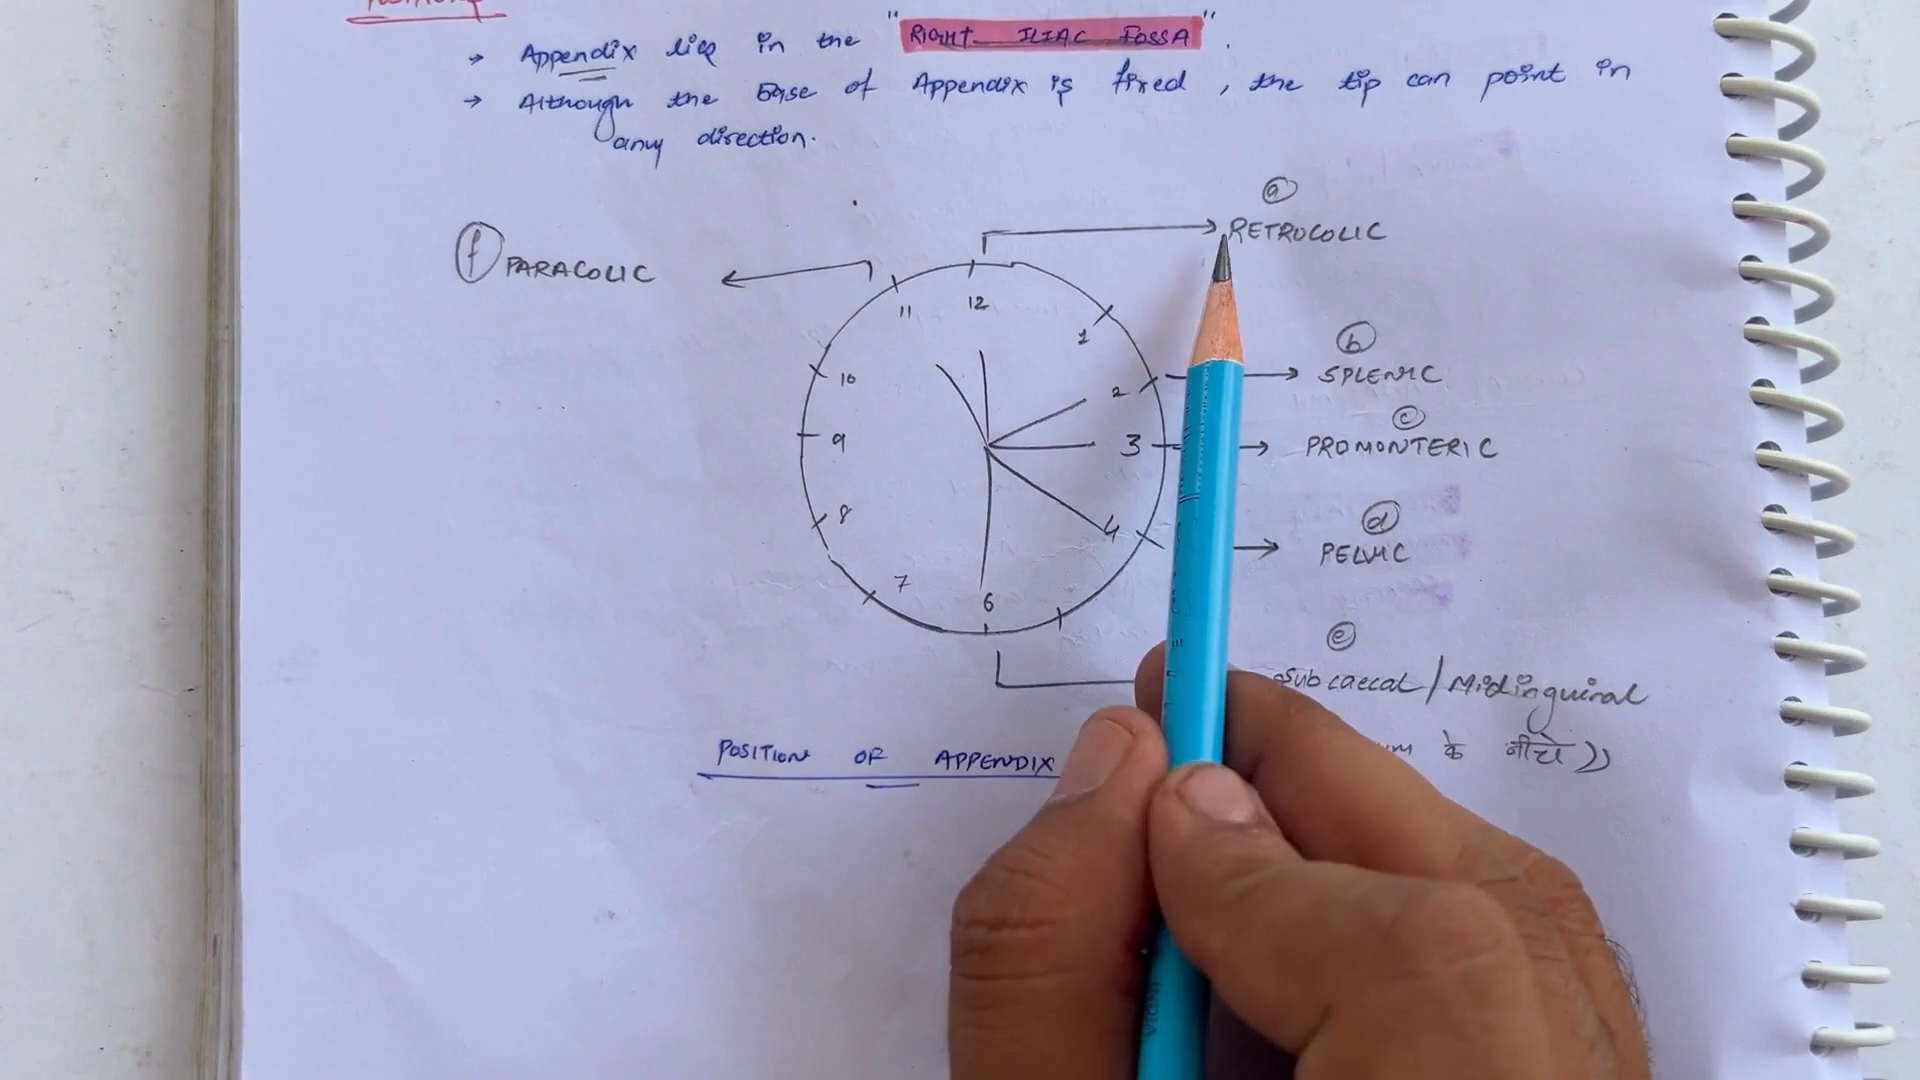 → Appendix lie in the "Right ILIAC FOSSA".
→ Although the base of Appendix is fixed, the tip can point in
any direction.
(a)
RETROCOLIC
(f) PARACOLIC
11 12 1
(b)
10 2 SPLENIC
(c)
9 3 PROMONTERIC
(d)
8 4 PELVIC
7 6
(e)
Subcaecal / Midinguinal
POSITION OF APPENDIX
के नीचे ))